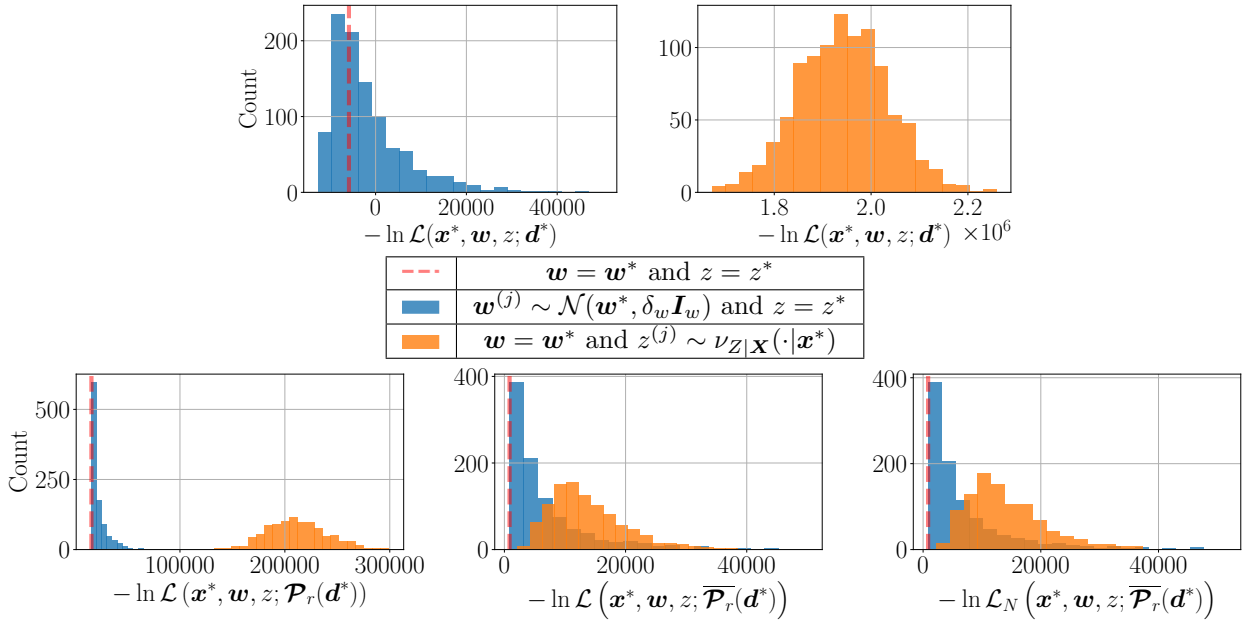 200
100
0
Count
0 20000 40000
− ln 𝓛(𝒙*, 𝒘, z; 𝒅*)
100
50
0
1.8 2.0 2.2
− ln 𝓛(𝒙*, 𝒘, z; 𝒅*) ×10⁶
𝒘 = 𝒘* and z = z*
𝒘⁽ʲ⁾ ∼ 𝒩(𝒘*, δ_w 𝑰_w) and z = z*
𝒘 = 𝒘* and z⁽ʲ⁾ ∼ ν_{Z|𝑿}(·|𝒙*)
500
250
0
Count
100000 200000 300000
− ln 𝓛 (𝒙*, 𝒘, z; 𝓟_r(𝒅*))
400
200
0
0 20000 40000
− ln 𝓛 (𝒙*, 𝒘, z; \overline{𝓟_r}(𝒅*))
400
200
0
0 20000 40000
− ln 𝓛_N (𝒙*, 𝒘, z; \overline{𝓟_r}(𝒅*))